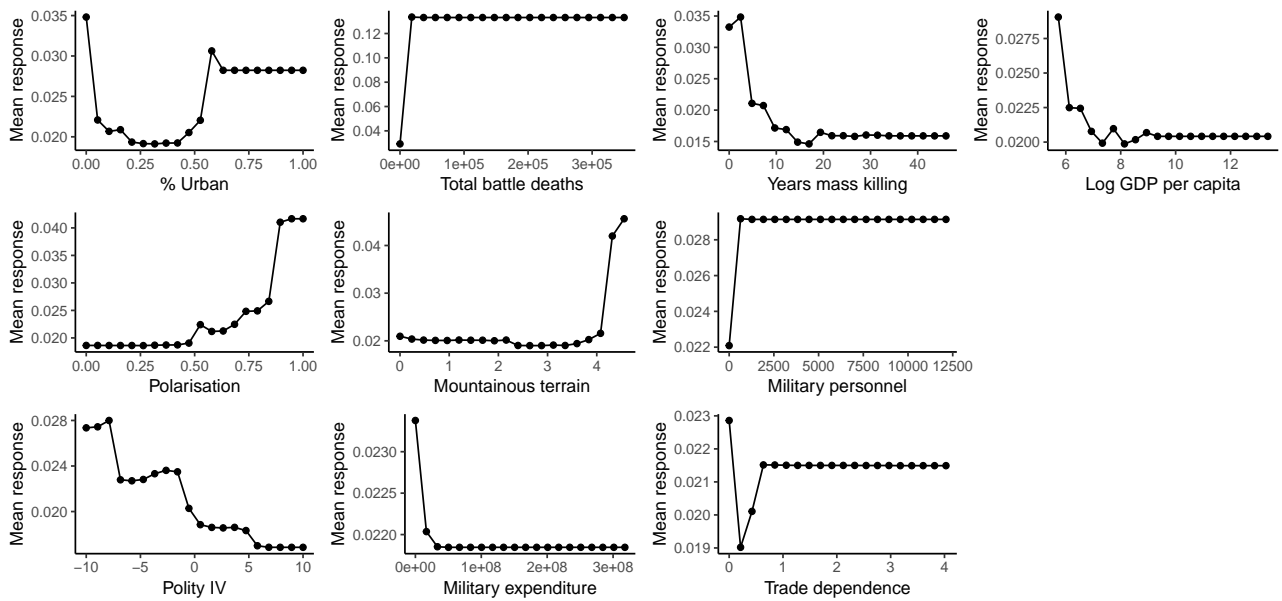 Mean response
0.035
0.030
0.025
0.020
0.00 0.25 0.50 0.75 1.00
% Urban
Mean response
0.12
0.10
0.08
0.06
0.04
0e+00 1e+05 3e+05
Total battle deaths
Mean response
0.035
0.030
0.025
0.020
0.015
0 10 20 30 40
Years mass killing
Mean response
0.0275
0.0250
0.0225
0.0200
6 8 10 12
Log GDP per capita
Mean response
0.040
0.035
0.030
0.025
0.020
0.00 0.25 0.50 0.75 1.00
Polarisation
Mean response
0.04
0.03
0.02
0 1 2 3 4
Mountainous terrain
Mean response
0.028
0.026
0.024
0.022
0 2500 5000 7500 10000 12500
Military personnel
Mean response
0.028
0.024
0.020
−10 −5 0 5 10
Polity IV
Mean response
0.0230
0.0225
0.0220
0e+00 1e+08 2e+08 3e+08
Military expenditure
Mean response
0.023
0.022
0.021
0.020
0.019
0 1 2 3 4
Trade dependence